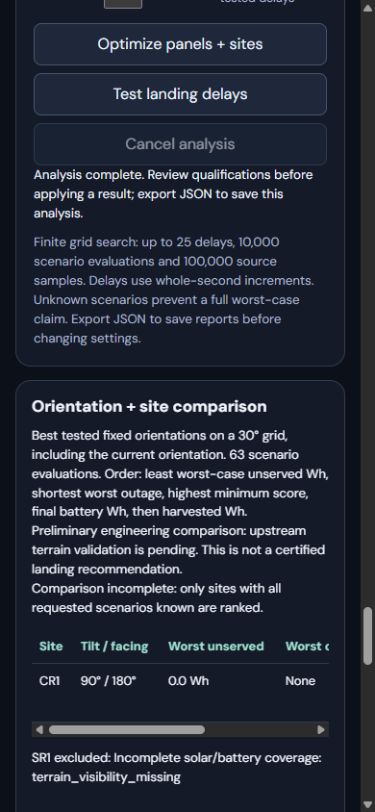 tested delays
Optimize panels + sites
Test landing delays
Cancel analysis
Analysis complete. Review qualifications before
applying a result; export JSON to save this
analysis.
Finite grid search: up to 25 delays, 10,000
scenario evaluations and 100,000 source
samples. Delays use whole-second increments.
Unknown scenarios prevent a full worst-case
claim. Export JSON to save reports before
changing settings.
Orientation + site comparison
Best tested fixed orientations on a 30° grid,
including the current orientation. 63 scenario
evaluations. Order: least worst-case unserved Wh,
shortest worst outage, highest minimum score,
final battery Wh, then harvested Wh.
Preliminary engineering comparison: upstream
terrain validation is pending. This is not a certified
landing recommendation.
Comparison incomplete: only sites with all
requested scenarios known are ranked.
Site Tilt / facing Worst unserved Worst
CR1 90° / 180° 0.0 Wh None
SR1 excluded: Incomplete solar/battery coverage:
terrain_visibility_missing